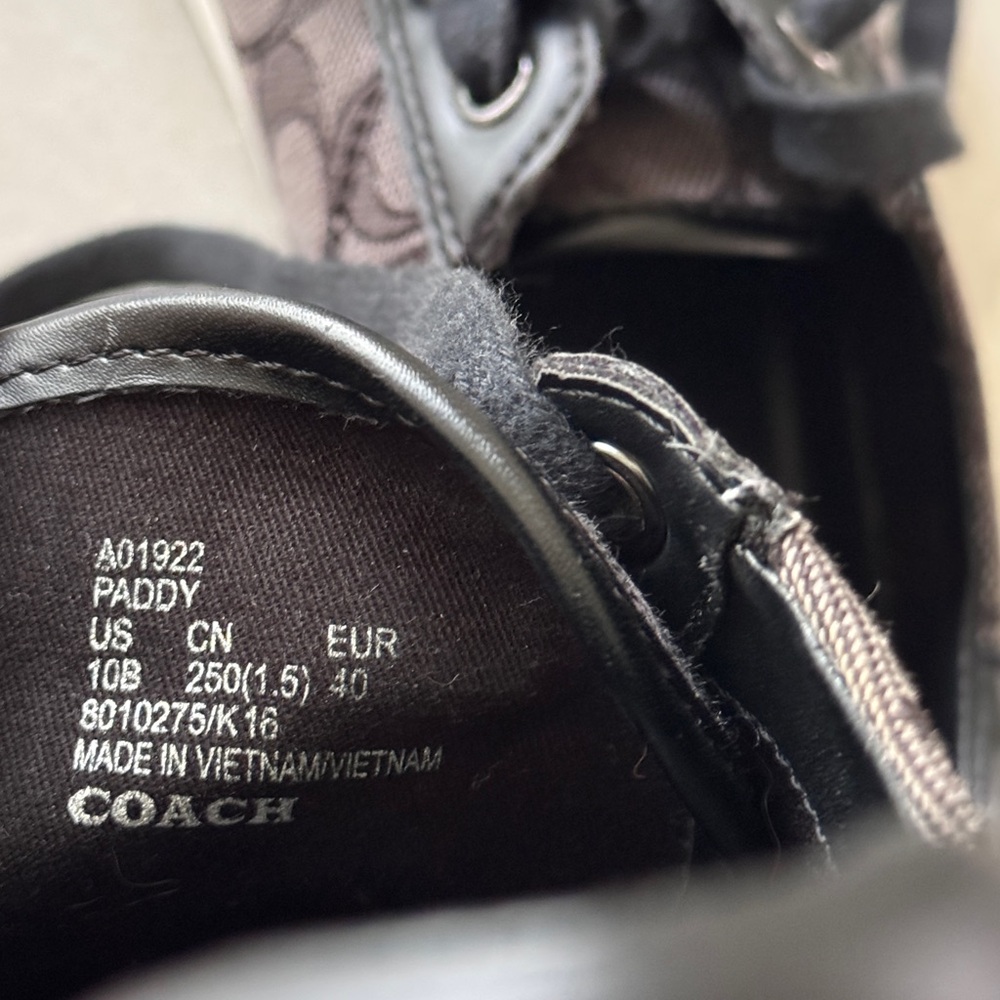 A01922
PADDY
US CN EUR
10B 250(1.5) 40
8010275/K16
MADE IN VIETNAM/VIETNAM
COACH